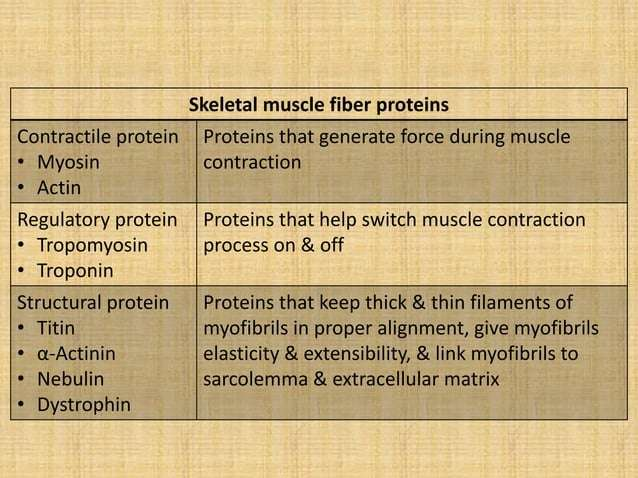 Skeletal muscle fiber proteins
Contractile protein
• Myosin
• Actin
Proteins that generate force during muscle
contraction
Regulatory protein
• Tropomyosin
• Troponin
Proteins that help switch muscle contraction
process on & off
Structural protein
• Titin
• α-Actinin
• Nebulin
• Dystrophin
Proteins that keep thick & thin filaments of
myofibrils in proper alignment, give myofibrils
elasticity & extensibility, & link myofibrils to
sarcolemma & extracellular matrix